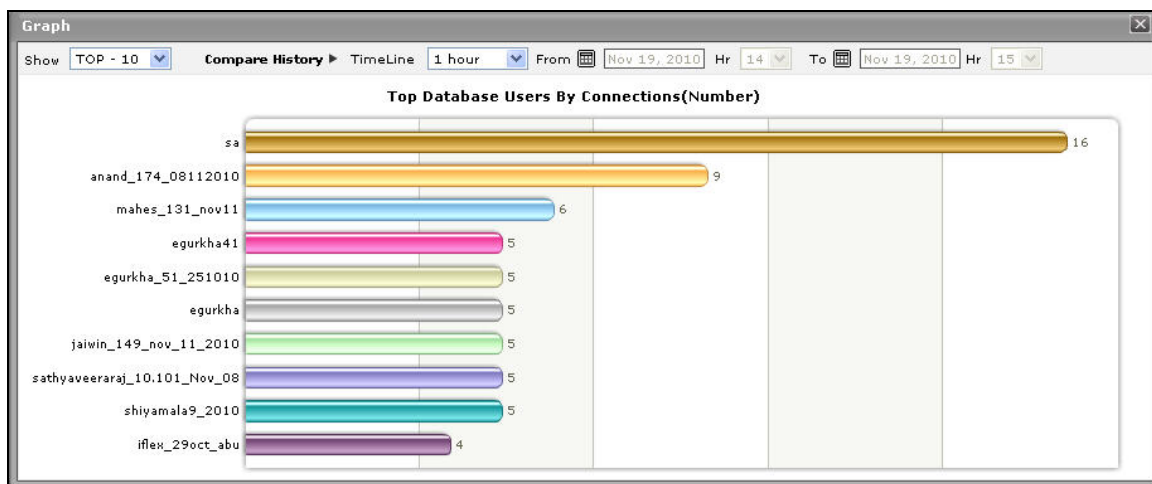 Graph
Show TOP - 10 Compare History TimeLine 1 hour From Nov 19, 2010 Hr 14 To Nov 19, 2010 Hr 15
Top Database Users By Connections(Number)
sa 16
anand_174_08112010 9
mahes_131_nov11 6
egurkha41 5
egurkha_51_251010 5
egurkha 5
jaiwin_149_nov_11_2010 5
sathyaveeraraj_10.101_Nov_08 5
shiyamala9_2010 5
iflex_29oct_abu 4